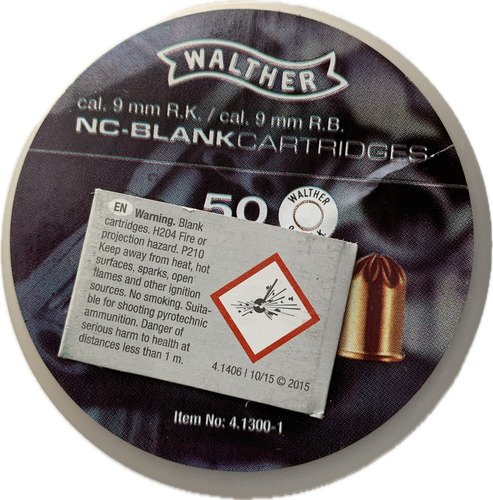 WALTHER
cal. 9 mm R.K. / cal. 9 mm R.B.
NC-BLANKCARTRIDGES
50
WALTHER
EN Warning. Blank
cartridges. H204 Fire or
projection hazard. P210
Keep away from heat, hot
surfaces, sparks, open
flames and other ignition
sources. No smoking. Suita-
ble for shooting pyrotechnic
ammunition. Danger of
serious harm to health at
distances less than 1 m.
4.1406 | 10/15 © 2015
Item No: 4.1300-1